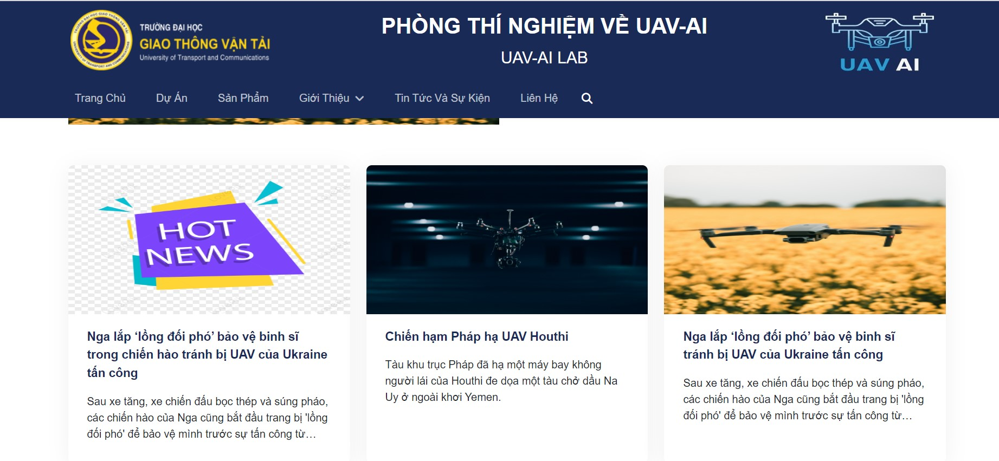 TRƯỜNG ĐẠI HỌC
GIAO THÔNG VẬN TẢI
University of Transport and Communications
PHÒNG THÍ NGHIỆM VỀ UAV-AI
UAV-AI LAB
UAV AI
Trang Chủ
Dự Án
Sản Phẩm
Giới Thiệu
Tin Tức Và Sự Kiện
Liên Hệ
HOT
NEWS
Nga lắp ‘lồng đối phó’ bảo vệ binh sĩ
trong chiến hào tránh bị UAV của Ukraine
tấn công
Sau xe tăng, xe chiến đấu bọc thép và súng pháo,
các chiến hào của Nga cũng bắt đầu trang bị 'lồng
đối phó' để bảo vệ mình trước sự tấn công từ…
Chiến hạm Pháp hạ UAV Houthi
Tàu khu trục Pháp đã hạ một máy bay không
người lái của Houthi đe dọa một tàu chở dầu Na
Uy ở ngoài khơi Yemen.
Nga lắp ‘lồng đối phó’ bảo vệ binh sĩ
tránh bị UAV của Ukraine tấn công
Sau xe tăng, xe chiến đấu bọc thép và súng pháo,
các chiến hào của Nga cũng bắt đầu trang bị 'lồng
đối phó' để bảo vệ mình trước sự tấn công từ…